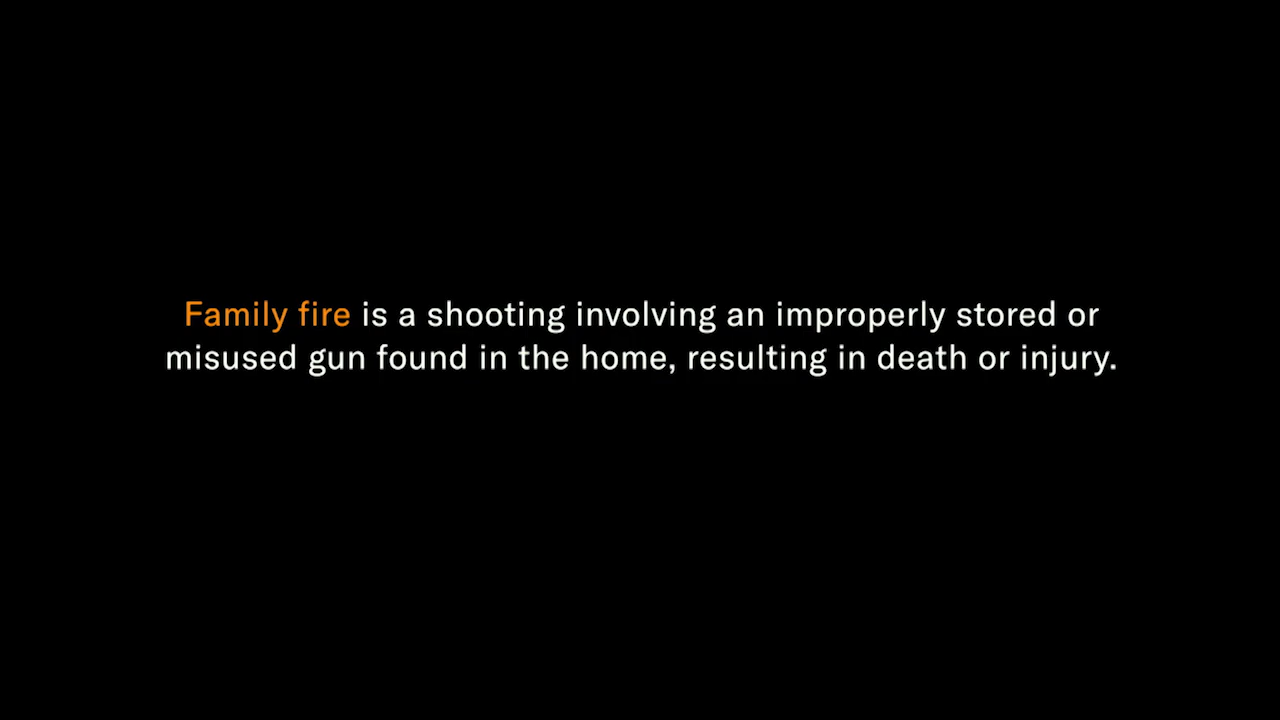 Family fire is a shooting involving an improperly stored or
misused gun found in the home, resulting in death or injury.